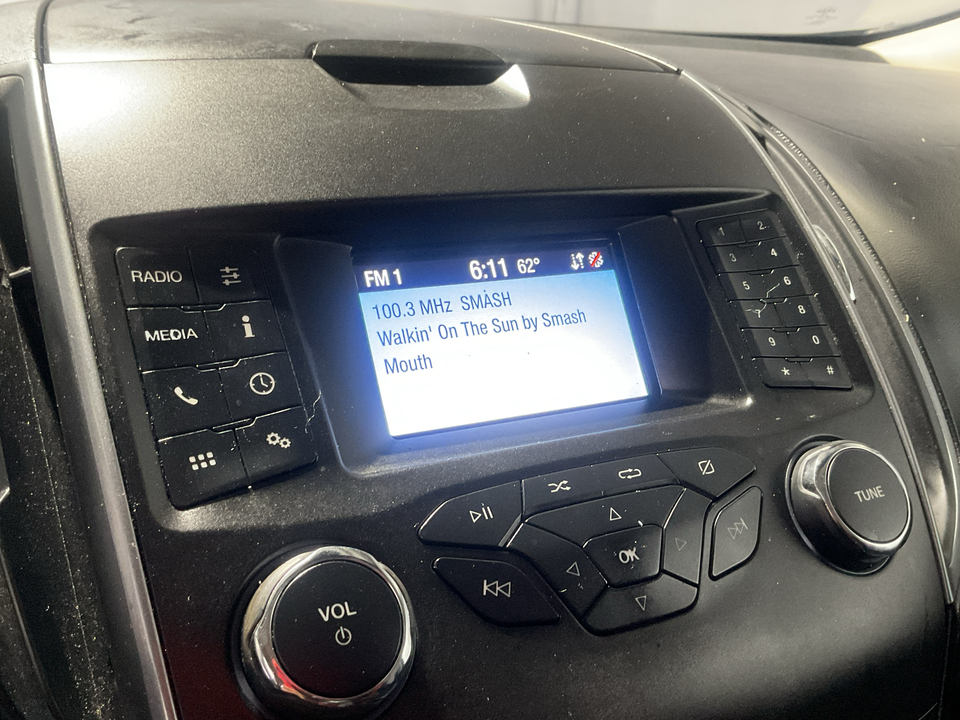 FM 1 6:11 62°
100.3 MHz SMASH
Walkin' On The Sun by Smash
Mouth
RADIO
MEDIA
1 2
3 4
5 6
7 8
9 0
* #
OK
VOL
TUNE